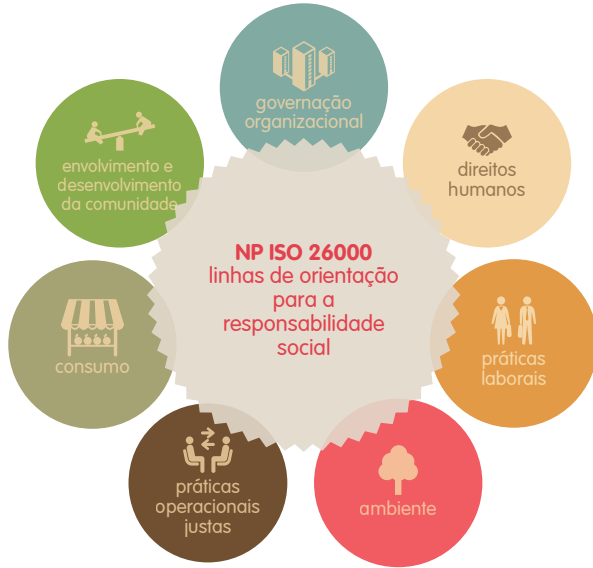 governação
organizacional
direitos
humanos
práticas
laborais
ambiente
práticas
operacionais
justas
consumo
envolvimento e
desenvolvimento
da comunidade
NP ISO 26000
linhas de orientação
para a
responsabilidade
social